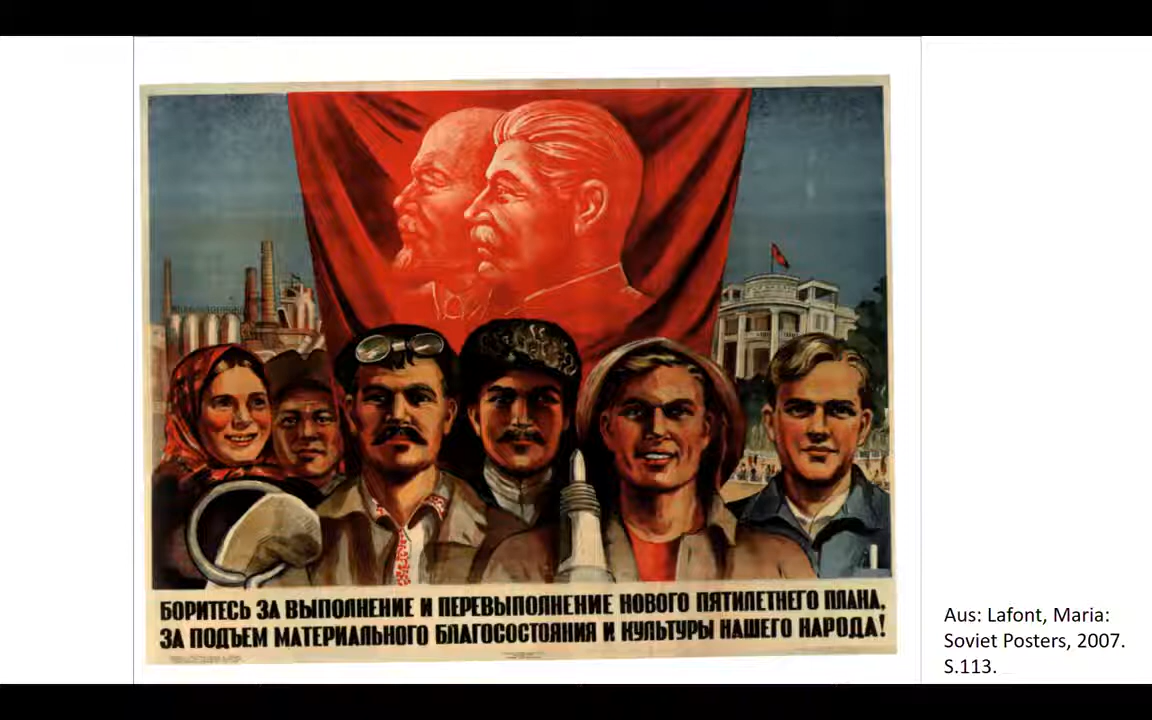 БОРИТЕСЬ ЗА ВЫПОЛНЕНИЕ И ПЕРЕВЫПОЛНЕНИЕ НОВОГО ПЯТИЛЕТНЕГО ПЛАНА,
ЗА ПОДЪЕМ МАТЕРИАЛЬНОГО БЛАГОСОСТОЯНИЯ И КУЛЬТУРЫ НАШЕГО НАРОДА!
Aus: Lafont, Maria:
Soviet Posters, 2007.
S.113.